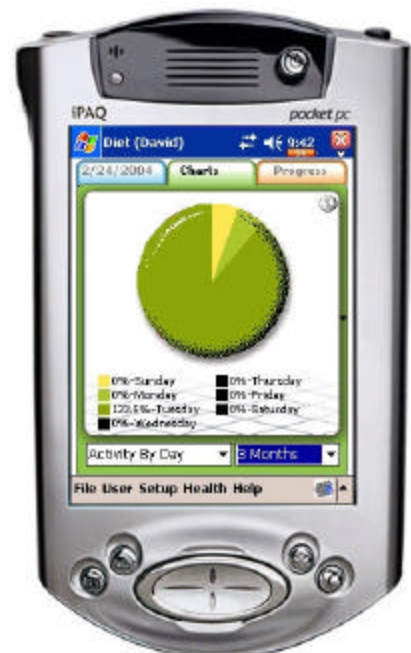 iPAQ pocket pc
Diet (David) 9:42
2/24/2004 Charts Progress
0%-Sunday 0%-Thursday
0%-Monday 0%-Friday
0%-Saturday
0%-Wednesday
Activity By Day 3 Months
File User Setup Health Help